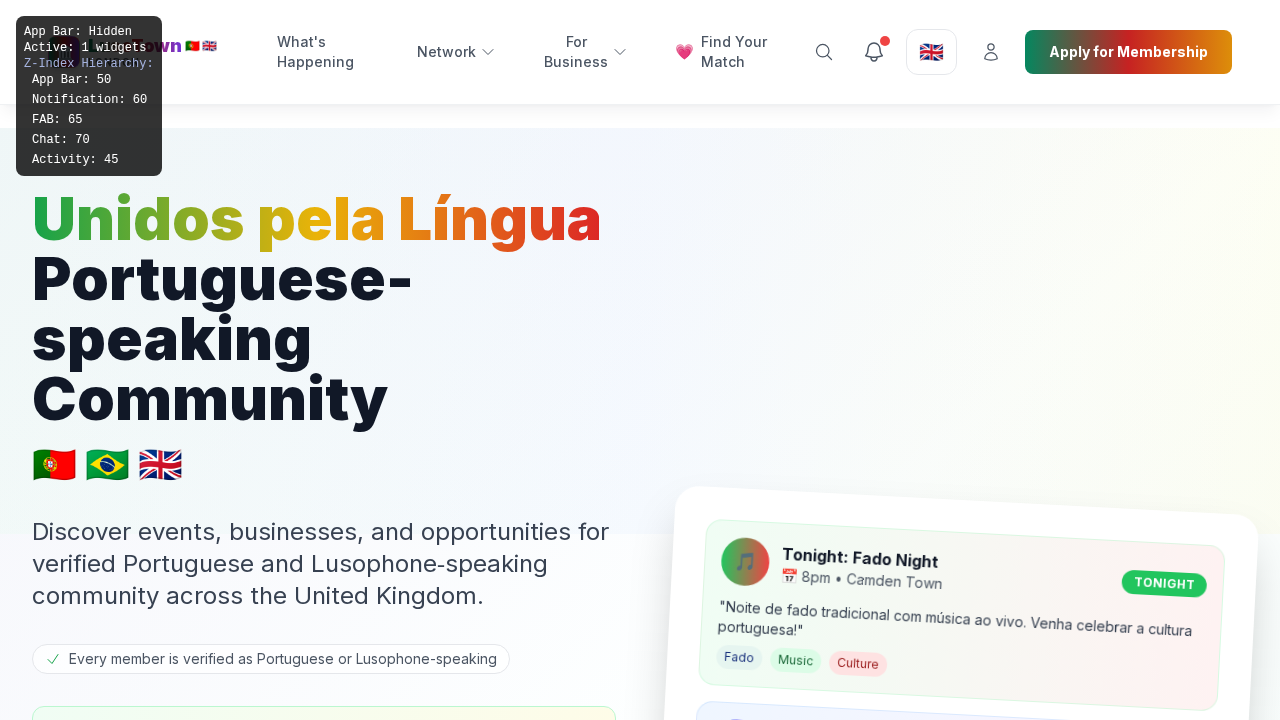 App Bar: Hidden
Active: 1 widgets
Z-Index Hierarchy:
App Bar: 50
Notification: 60
FAB: 65
Chat: 70
Activity: 45
Town 🇵🇹 🇬🇧
What's
Happening
Network
For
Business
💗 Find Your
Match
🇬🇧
Apply for Membership
Unidos pela Língua
Portuguese-
speaking
Community
🇵🇹 🇧🇷 🇬🇧
Discover events, businesses, and opportunities for
verified Portuguese and Lusophone-speaking
community across the United Kingdom.
Every member is verified as Portuguese or Lusophone-speaking
🎵 Tonight: Fado Night
📅 8pm • Camden Town
TONIGHT
"Noite de fado tradicional com música ao vivo. Venha celebrar a cultura
portuguesa!"
Fado Music Culture